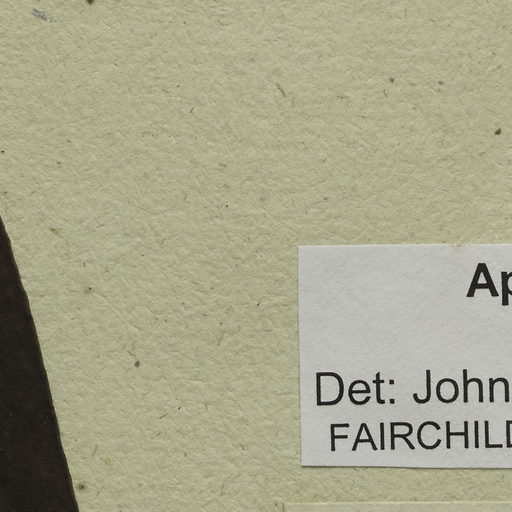 Ap
Det: John
FAIRCHILD